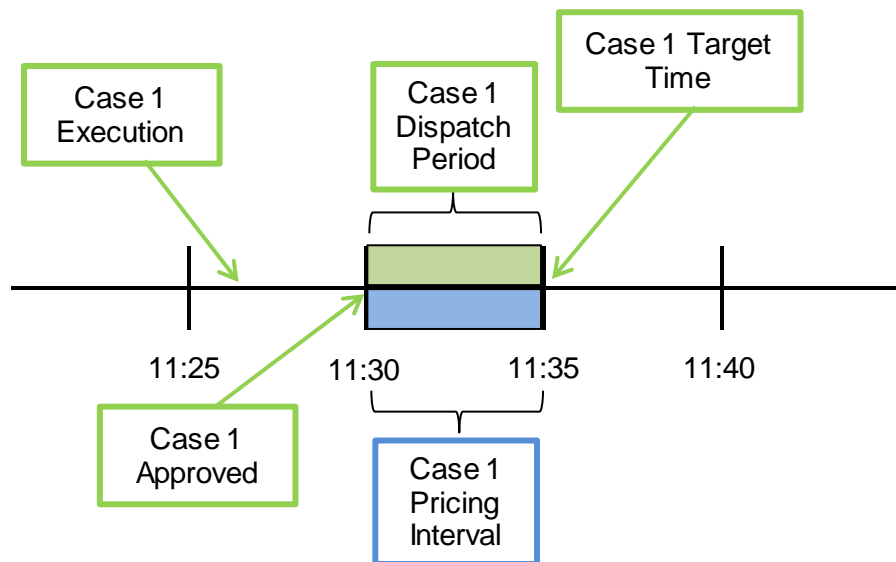 Case 1
Execution
Case 1
Dispatch
Period
Case 1 Target
Time
11:25
11:30
11:35
11:40
Case 1
Approved
Case 1
Pricing
Interval